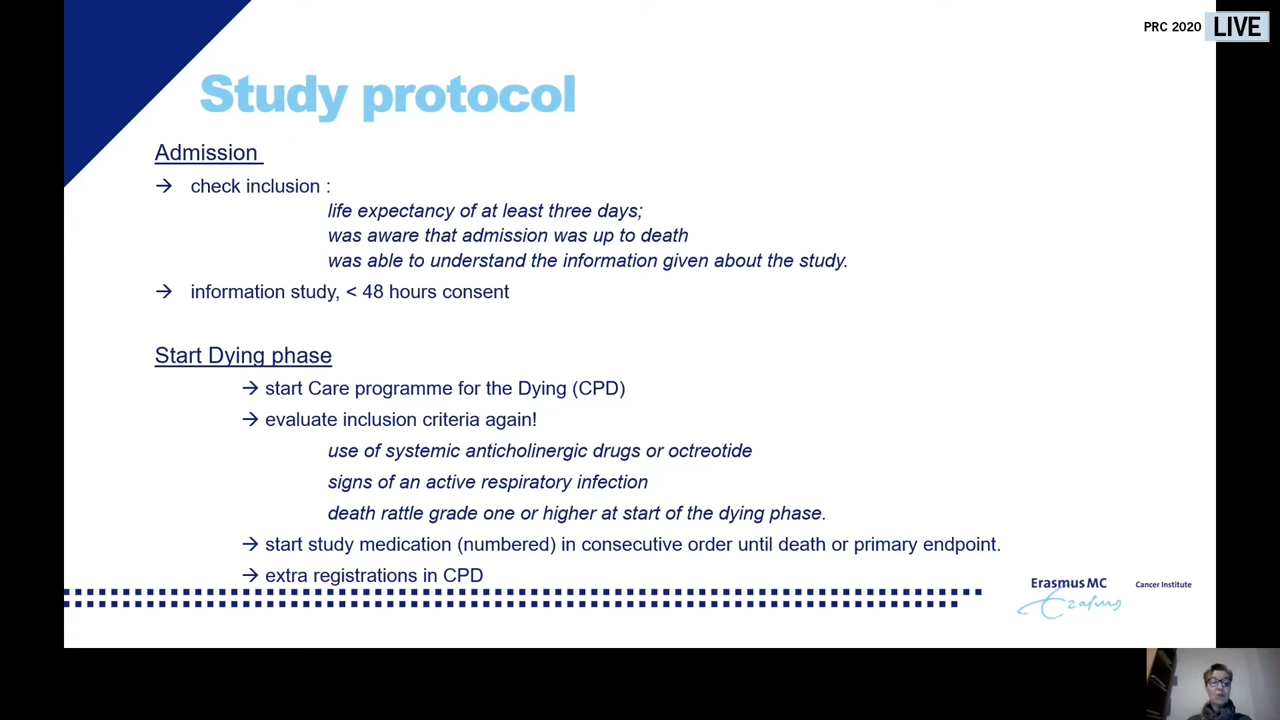 PRC 2020 LIVE
Study protocol
Admission
→ check inclusion :
life expectancy of at least three days;
was aware that admission was up to death
was able to understand the information given about the study.
→ information study, < 48 hours consent
Start Dying phase
→ start Care programme for the Dying (CPD)
→ evaluate inclusion criteria again!
use of systemic anticholinergic drugs or octreotide
signs of an active respiratory infection
death rattle grade one or higher at start of the dying phase.
→ start study medication (numbered) in consecutive order until death or primary endpoint.
→ extra registrations in CPD
Erasmus MC Cancer Institute
Erasmus